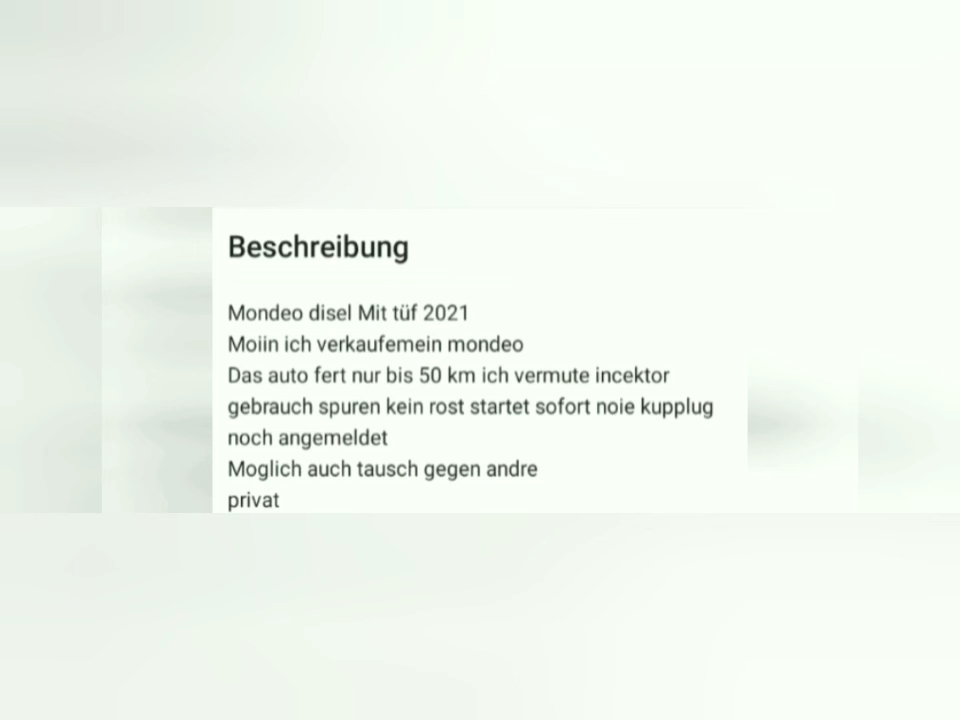 Beschreibung
Mondeo disel Mit tüf 2021
Moiin ich verkaufemein mondeo
Das auto fert nur bis 50 km ich vermute incektor
gebrauch spuren kein rost startet sofort noie kupplug
noch angemeldet
Moglich auch tausch gegen andre
privat